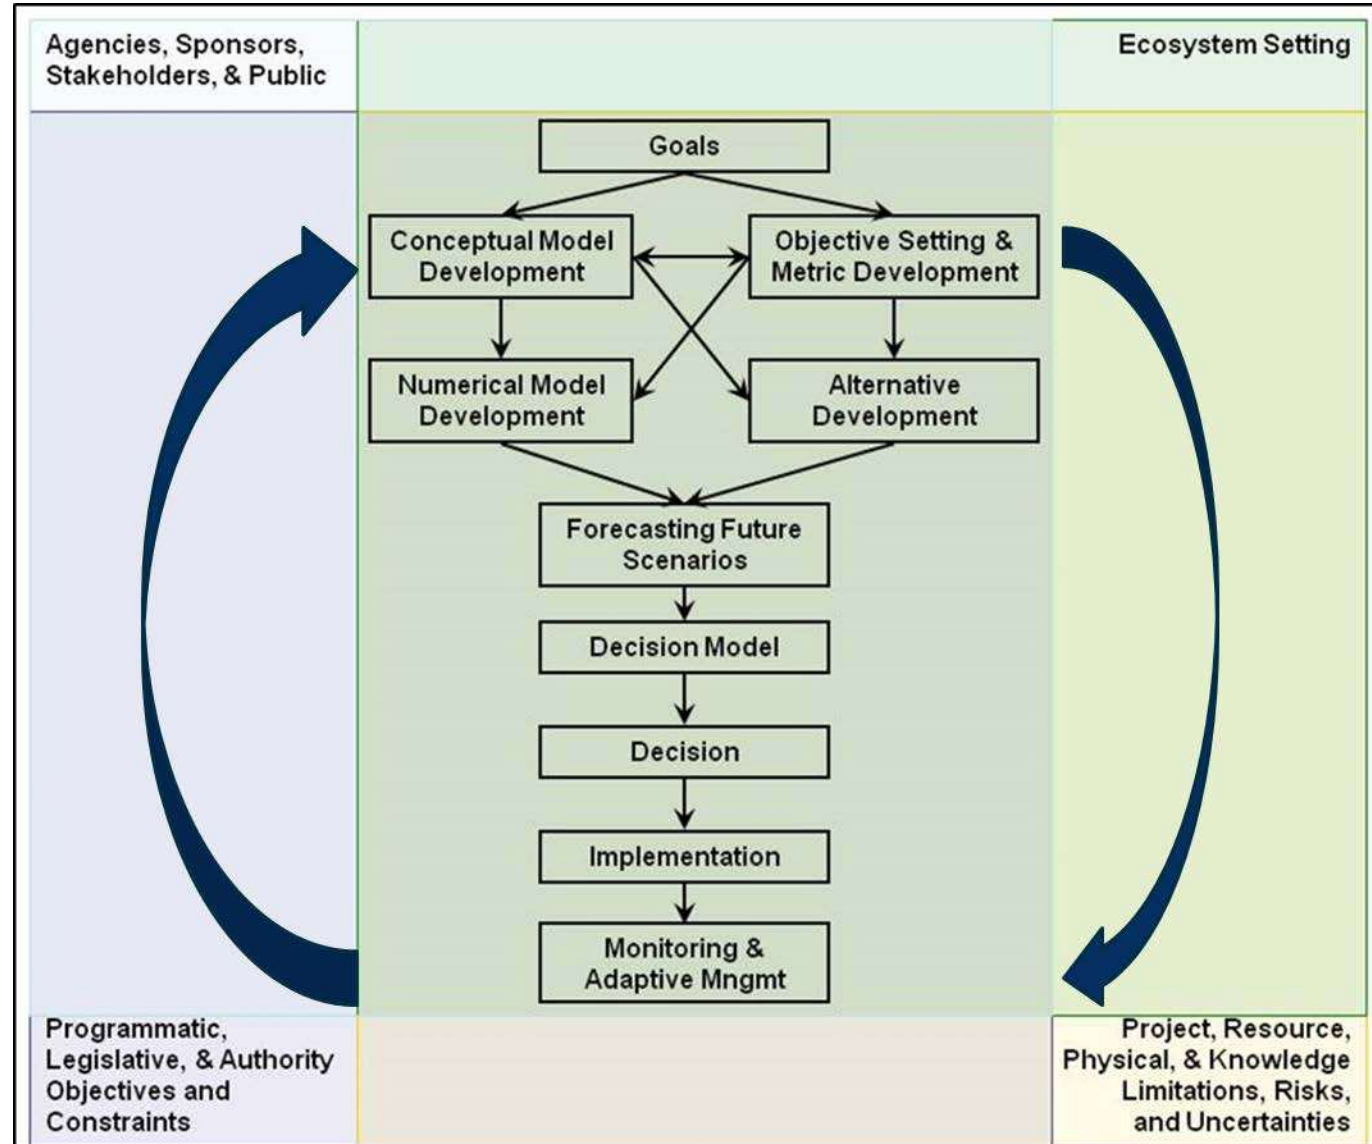 Agencies, Sponsors,
Stakeholders, & Public
Ecosystem Setting
Goals
Conceptual Model
Development
Objective Setting &
Metric Development
Numerical Model
Development
Alternative
Development
Forecasting Future
Scenarios
Decision Model
Decision
Implementation
Monitoring &
Adaptive Mngmt
Programmatic,
Legislative, & Authority
Objectives and
Constraints
Project, Resource,
Physical, & Knowledge
Limitations, Risks,
and Uncertainties